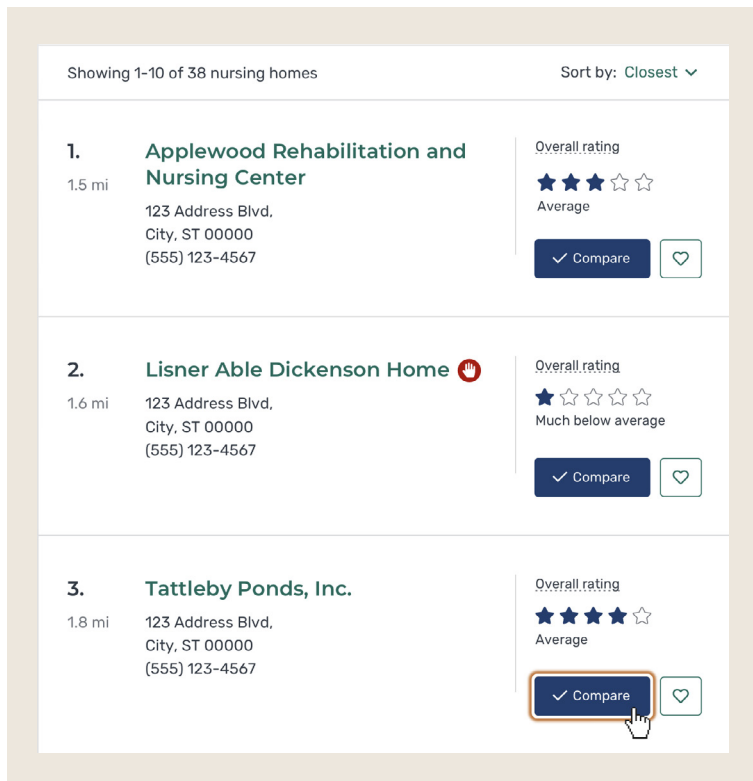 Showing 1-10 of 38 nursing homes
Sort by: Closest
1.
1.5 mi
Applewood Rehabilitation and
Nursing Center
123 Address Blvd,
City, ST 00000
(555) 123-4567
Overall rating
Average
Compare
2.
1.6 mi
Lisner Able Dickenson Home
123 Address Blvd,
City, ST 00000
(555) 123-4567
Overall rating
Much below average
Compare
3.
1.8 mi
Tattleby Ponds, Inc.
123 Address Blvd,
City, ST 00000
(555) 123-4567
Overall rating
Average
Compare